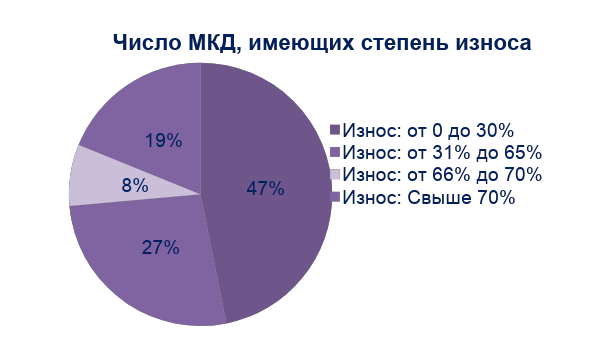 Число МКД, имеющих степень износа
19%
8%
47%
27%
Износ: от 0 до 30%
Износ: от 31% до 65%
Износ: от 66% до 70%
Износ: Свыше 70%